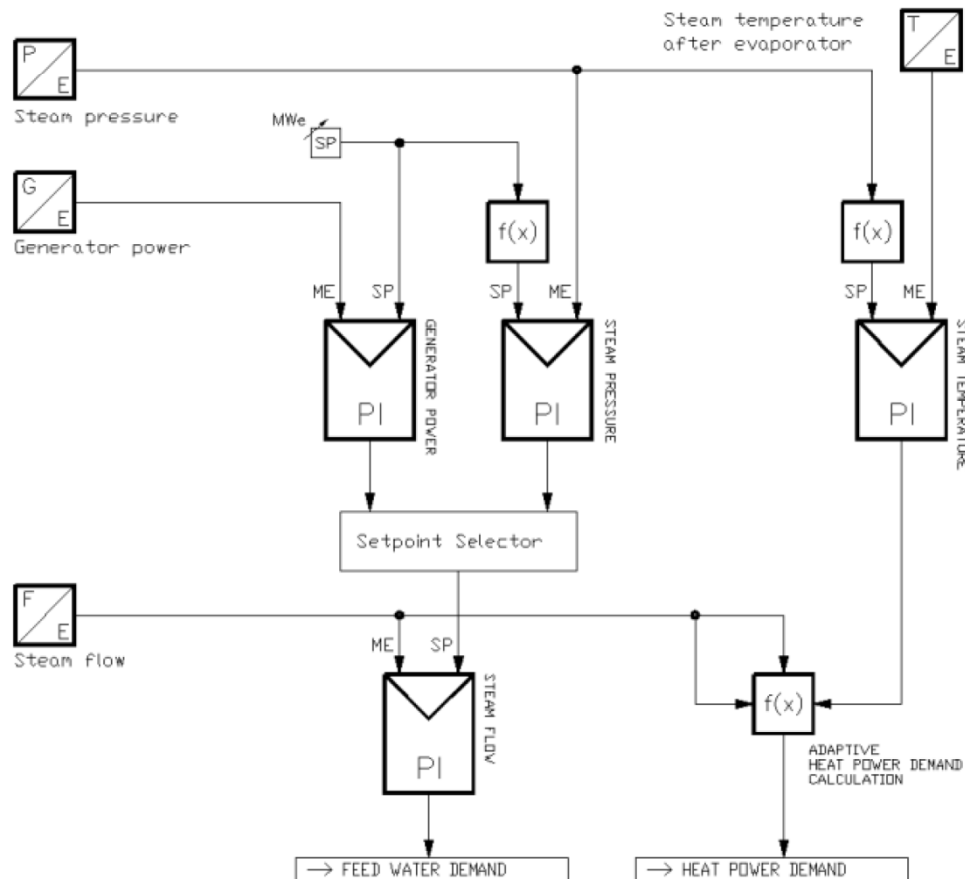 Steam temperature
after evaporator
T
E
P
E
Steam pressure
MWe
SP
G
E
Generator power
f(x)
f(x)
ME
SP
SP
ME
SP
ME
PI
GENERATOR POWER
PI
STEAM PRESSURE
PI
STEAM TEMPERATURE
Setpoint Selector
F
E
Steam flow
ME
SP
PI
STEAM FLOW
f(x)
ADAPTIVE
HEAT POWER DEMAND
CALCULATION
→ FEED WATER DEMAND
→ HEAT POWER DEMAND